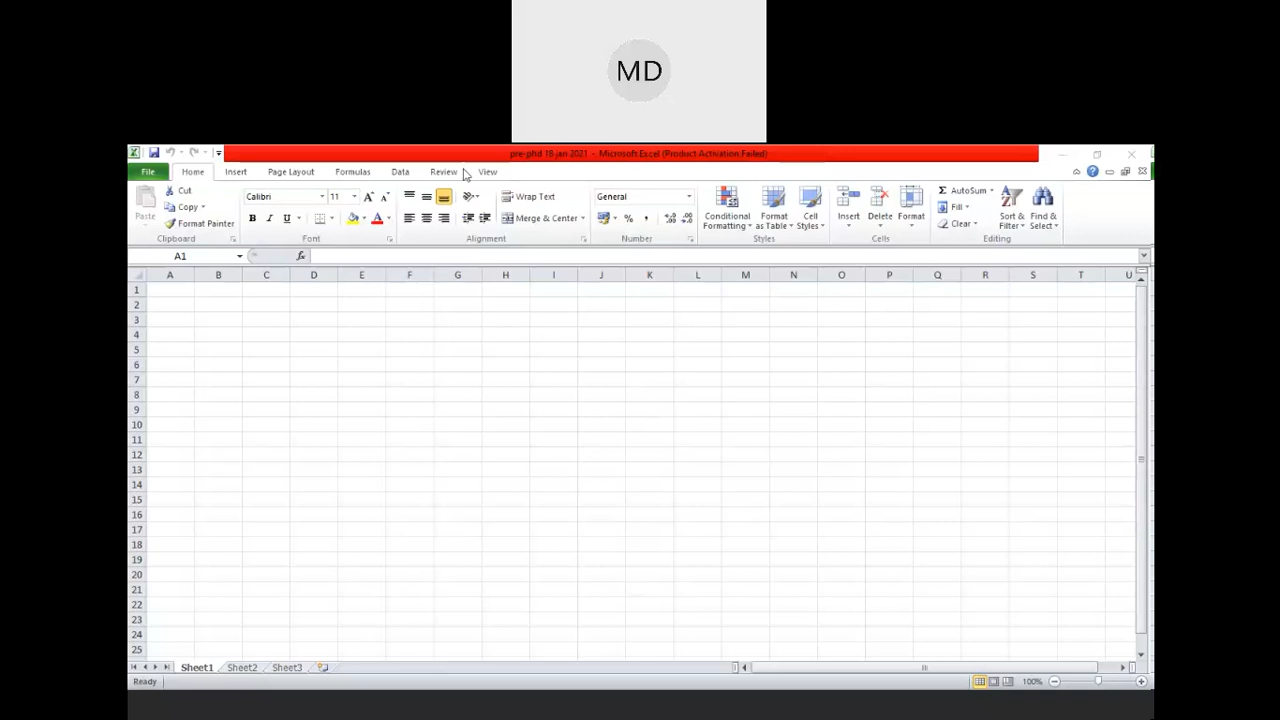 MD
pre-phd 18 jan 2021 - Microsoft Excel (Product Activation Failed)
File Home Insert Page Layout Formulas Data Review View
Paste
Cut
Copy
Format Painter
Clipboard
Calibri 11
B I U A
Font
Wrap Text
Merge & Center
Alignment
General
% ,
Number
Conditional Formatting
Format as Table
Cell Styles
Styles
Insert Delete Format
Cells
Σ AutoSum
Fill
Clear
Sort & Filter
Find & Select
Editing
A1 fx
A B C D E F G H I J K L M N O P Q R S T U
1
2
3
4
5
6
7
8
9
10
11
12
13
14
15
16
17
18
19
20
21
22
23
24
25
Sheet1 Sheet2 Sheet3
Ready 100%